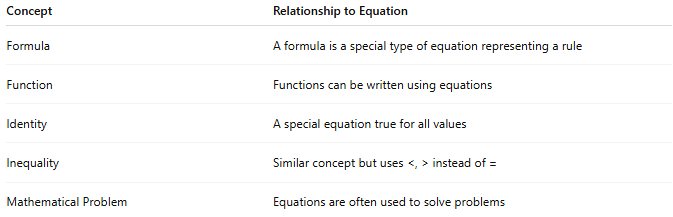 Concept Relationship to Equation
Formula A formula is a special type of equation representing a rule
Function Functions can be written using equations
Identity A special equation true for all values
Inequality Similar concept but uses <, > instead of =
Mathematical Problem Equations are often used to solve problems